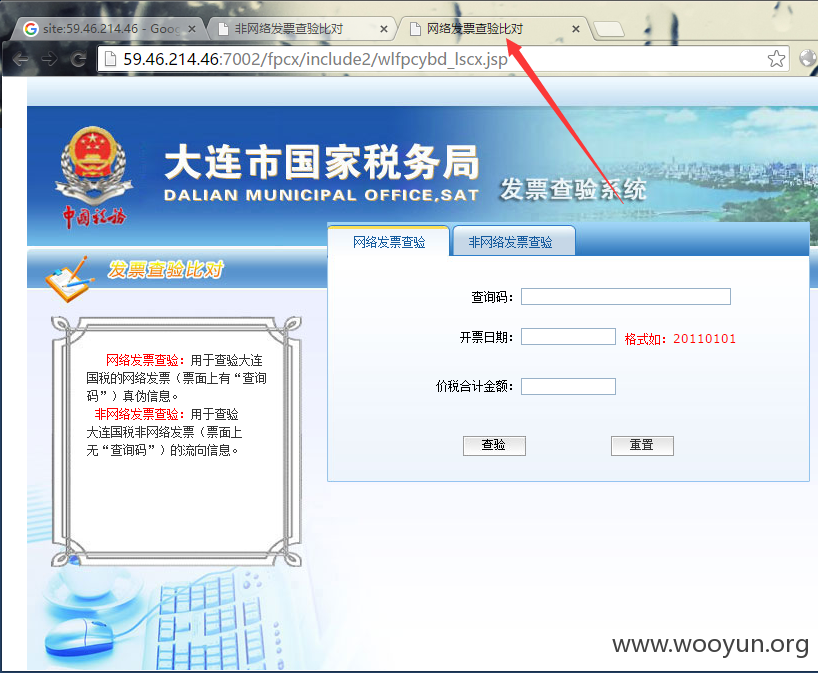 site:59.46.214.46 - Goog
非网络发票查验比对
网络发票查验比对
59.46.214.46:7002/fpcx/include2/wlfpcybd_lscx.jsp
大连市国家税务局
DALIAN MUNICIPAL OFFICE,SAT
发票查验系统
中国税务
网络发票查验
非网络发票查验
发票查验比对
查询码：
开票日期：
格式如：20110101
价税合计金额：
查验
重置
网络发票查验：用于查验大连
国税的网络发票（票面上有“查询
码”）真伪信息。
非网络发票查验：用于查验
大连国税非网络发票（票面上
无“查询码”）的流向信息。
www.wooyun.org